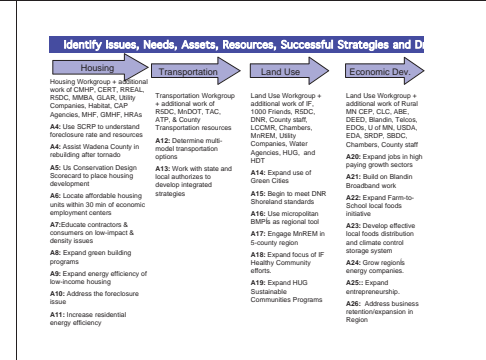 Identify Issues, Needs, Assets, Resources, Successful Strategies and
Housing
Housing Workgroup + additional
work of CMHP, CERT, RREAL,
R5DC, MMBA, GLAR, Utility
Companies, Habitat, CAP
Agencies, MHF, GMHF, HRAs
A4: Use SCRP to understand
foreclosure rate and resources
A4: Assist Wadena County in
rebuilding after tornado
A5: Us Conservation Design
Scorecard to place housing
development
A6: Locate affordable housing
units within 30 min of economic
employment centers
A7:Educate contractors &
consumers on low-impact &
density issues
A8: Expand green building
programs
A9: Expand energy efficiency of
low-income housing
A10: Address the foreclosure
issue
A11: Increase residential
energy efficiency
Transportation
Transportation Workgroup
+ additional work of
R5DC, MnDOT, TAC,
ATP, & County
Transportation resources
A12: Determine multi-
model transportation
options
A13: Work with state and
local authorizes to
develop integrated
strategies
Land Use
Land Use Workgroup +
additional work of IF,
1000 Friends, R5DC,
DNR, County staff,
LCCMR, Chambers,
MnREM, Utility
Companies, Water
Agencies, HUG, and
HDT
A14: Expand use of
Green Cities
A15: Begin to meet DNR
Shoreland standards
A16: Use micropolitan
BMPIs as regional tool
A17: Engage MnREM in
5-county region
A18: Expand focus of IF
Healthy Community
efforts.
A19: Expand HUG
Sustainable
Communities Programs
Economic Dev.
Land Use Workgroup +
additional work of Rural
MN CEP, CLC, ABE,
DEED, Blandin, Telcos,
EDOs, U of MN, USDA,
EDA, SRDP, SBDC,
Chambers, County staff
A20: Expand jobs in high
paying growth sectors
A21: Build on Blandin
Broadband work
A22: Expand Farm-to-
School local foods
initiative
A23: Develop effective
local foods distribution
and climate control
storage system
A24: Grow regionIs
energy companies.
A25:: Expand
entrepreneurship.
A26: Address business
retention/expansion in
Region